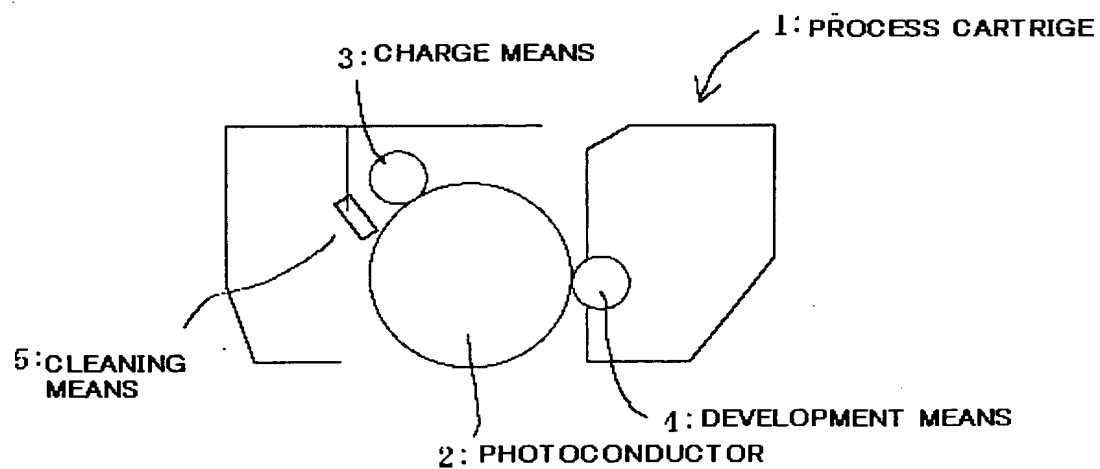 1: PROCESS CARTRIGE
3: CHARGE MEANS
5: CLEANING
MEANS
4: DEVELOPMENT MEANS
2: PHOTOCONDUCTOR